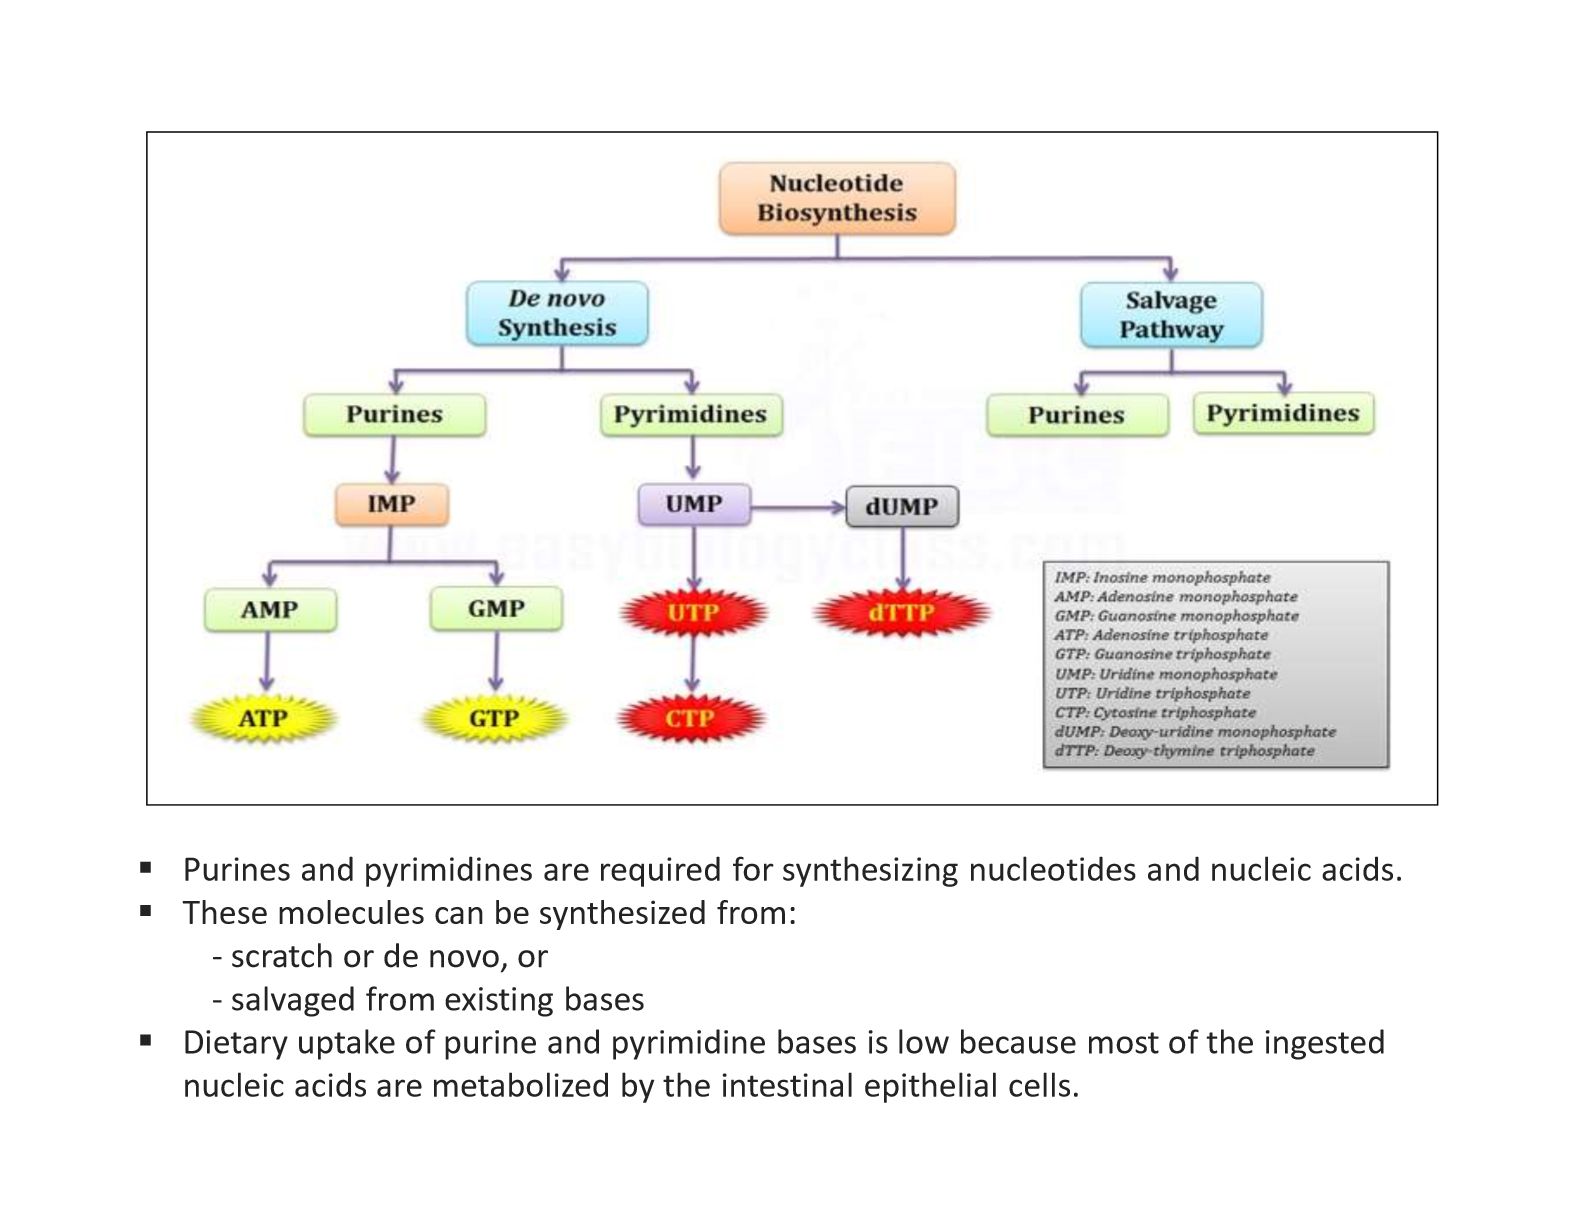 Nucleotide
Biosynthesis
De novo
Synthesis
Salvage
Pathway
Purines
Pyrimidines
Purines
Pyrimidines
IMP
UMP
dUMP
www.easybiologyclass.com
AMP
GMP
UTP
dTTP
ATP
GTP
CTP
IMP: Inosine monophosphate
AMP: Adenosine monophosphate
GMP: Guanosine monophosphate
ATP: Adenosine triphosphate
GTP: Guanosine triphosphate
UMP: Uridine monophosphate
UTP: Uridine triphosphate
CTP: Cytosine triphosphate
dUMP: Deoxy-uridine monophosphate
dTTP: Deoxy-thymine triphosphate
▪ Purines and pyrimidines are required for synthesizing nucleotides and nucleic acids.
▪ These molecules can be synthesized from:
- scratch or de novo, or
- salvaged from existing bases
▪ Dietary uptake of purine and pyrimidine bases is low because most of the ingested
nucleic acids are metabolized by the intestinal epithelial cells.